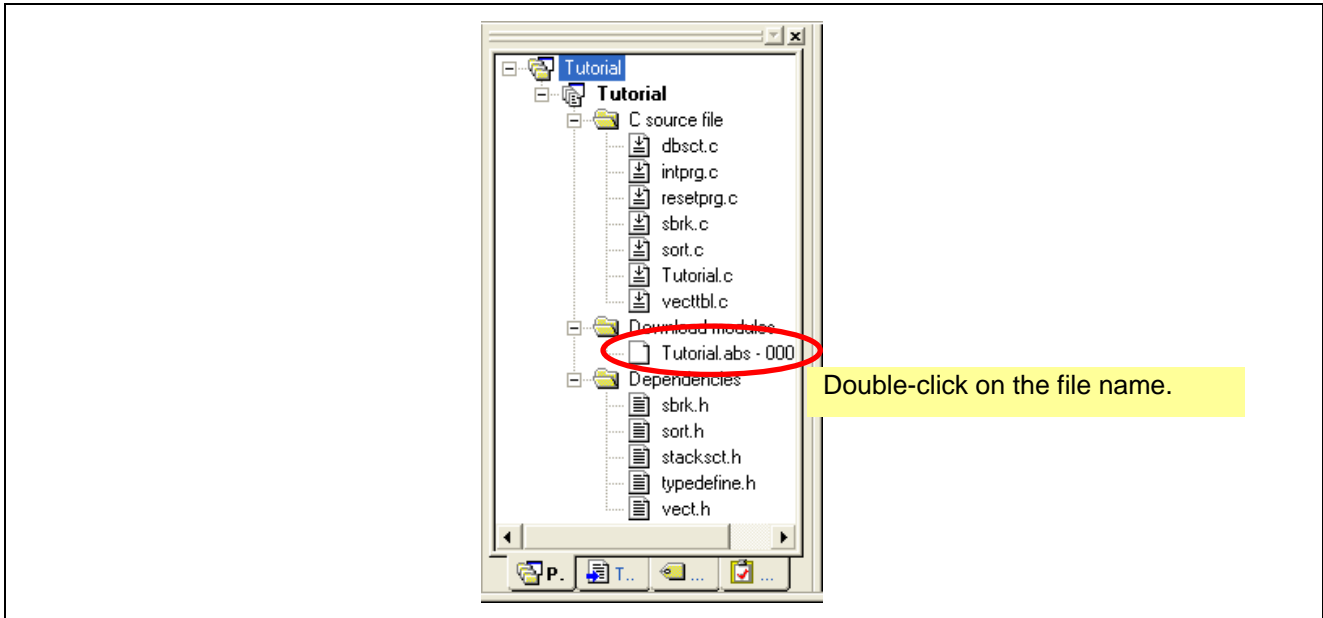 Tutorial
Tutorial
C source file
dbsct.c
intprg.c
resetprg.c
sbrk.c
sort.c
Tutorial.c
vecttbl.c
Download modules
Tutorial.abs - 000
Double-click on the file name.
Dependencies
sbrk.h
sort.h
stacksct.h
typedefine.h
vect.h
P. T.. ... ...